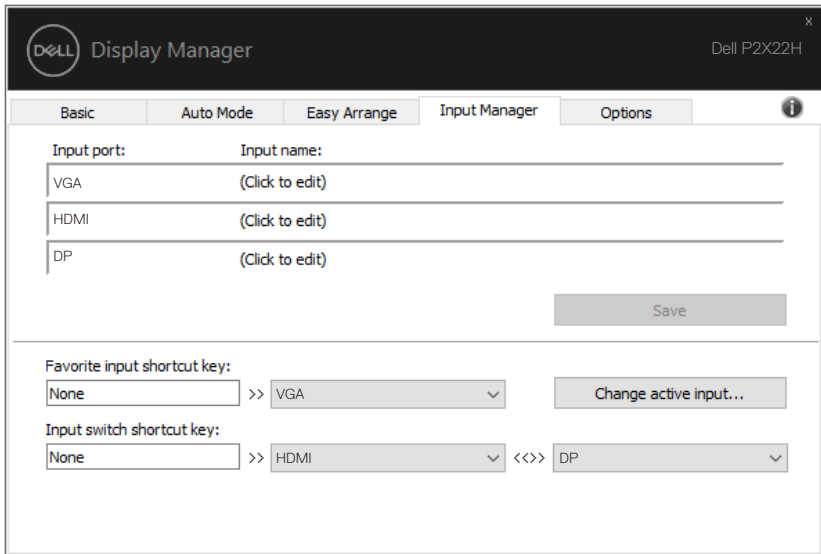 x
DELL Display Manager Dell P2X22H
Basic Auto Mode Easy Arrange Input Manager Options i
Input port: Input name:
VGA (Click to edit)
HDMI (Click to edit)
DP (Click to edit)
Save
Favorite input shortcut key:
None >> VGA Change active input...
Input switch shortcut key:
None >> HDMI <<>> DP